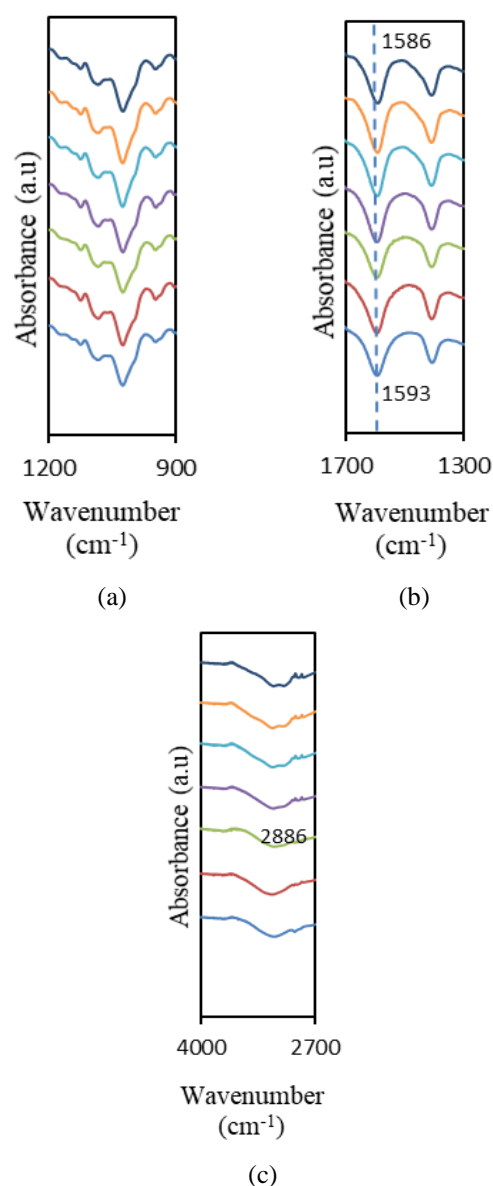 Absorbance (a.u)
1200 900
Wavenumber
(cm-1)
(a)
1586
Absorbance (a.u)
1593
1700 1300
Wavenumber
(cm-1)
(b)
Absorbance (a.u)
2886
4000 2700
Wavenumber
(cm-1)
(c)